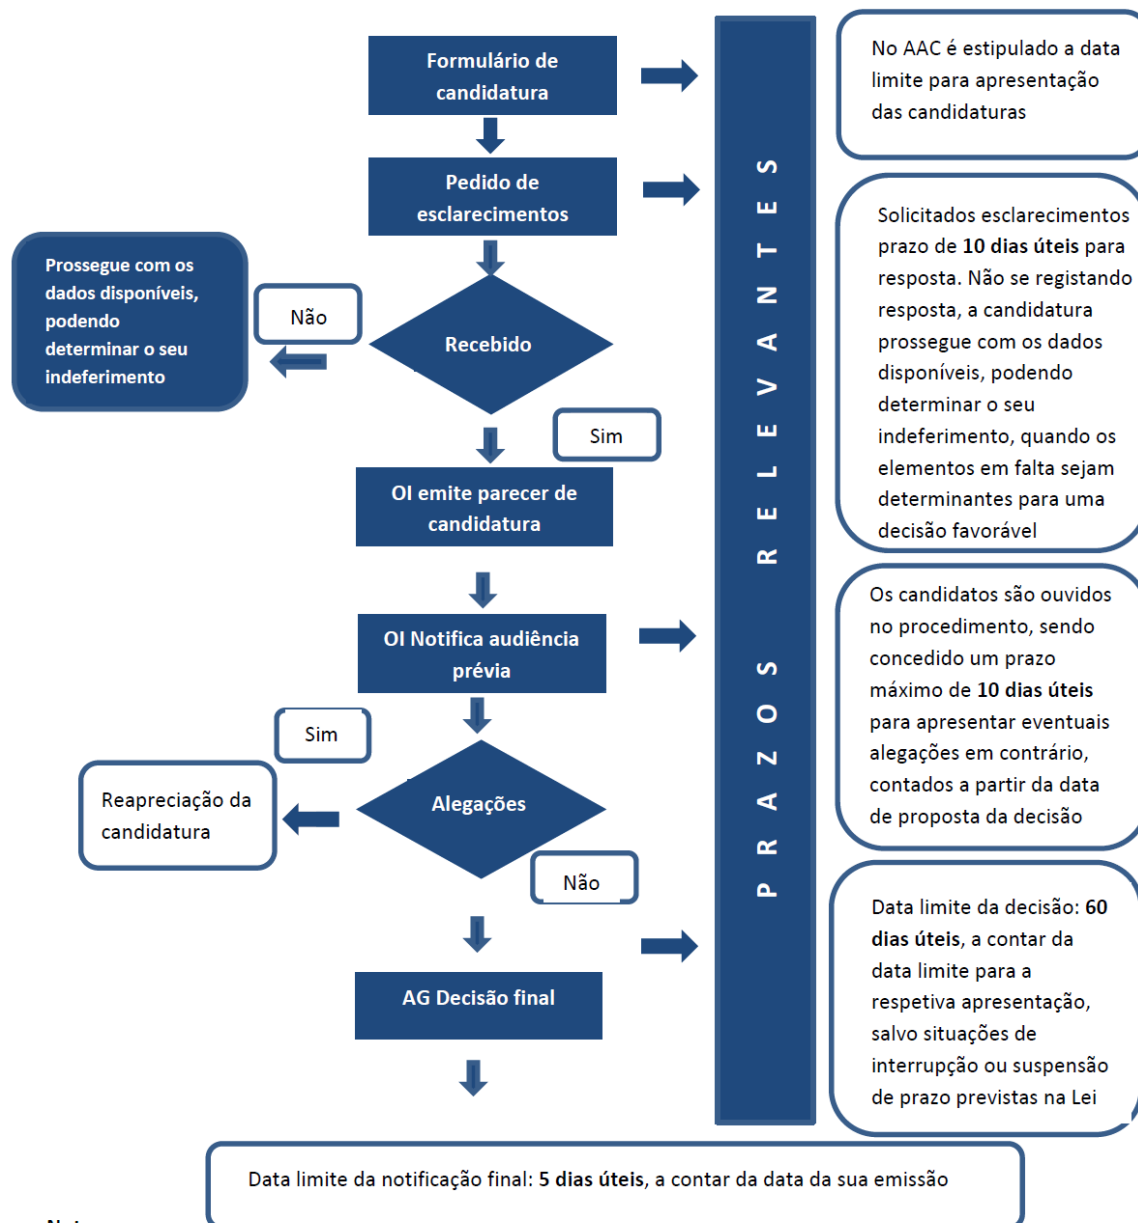 Formulário de
candidatura
No AAC é estipulado a data
limite para apresentação
das candidaturas
Pedido de
esclarecimentos
Solicitados esclarecimentos
prazo de 10 dias úteis para
resposta. Não se registando
resposta, a candidatura
prossegue com os dados
disponíveis, podendo
determinar o seu
indeferimento, quando os
elementos em falta sejam
determinantes para uma
decisão favorável
Recebido
Não
Prossegue com os
dados disponíveis,
podendo
determinar o seu
indeferimento
Sim
OI emite parecer de
candidatura
OI Notifica audiência
prévia
Os candidatos são ouvidos
no procedimento, sendo
concedido um prazo
máximo de 10 dias úteis
para apresentar eventuais
alegações em contrário,
contados a partir da data
de proposta da decisão
Alegações
Sim
Reapreciação da
candidatura
Não
AG Decisão final
Data limite da decisão: 60
dias úteis, a contar da
data limite para a
respetiva apresentação,
salvo situações de
interrupção ou suspensão
de prazo previstas na Lei
PRAZOS RELEVANTES
Data limite da notificação final: 5 dias úteis, a contar da data da sua emissão